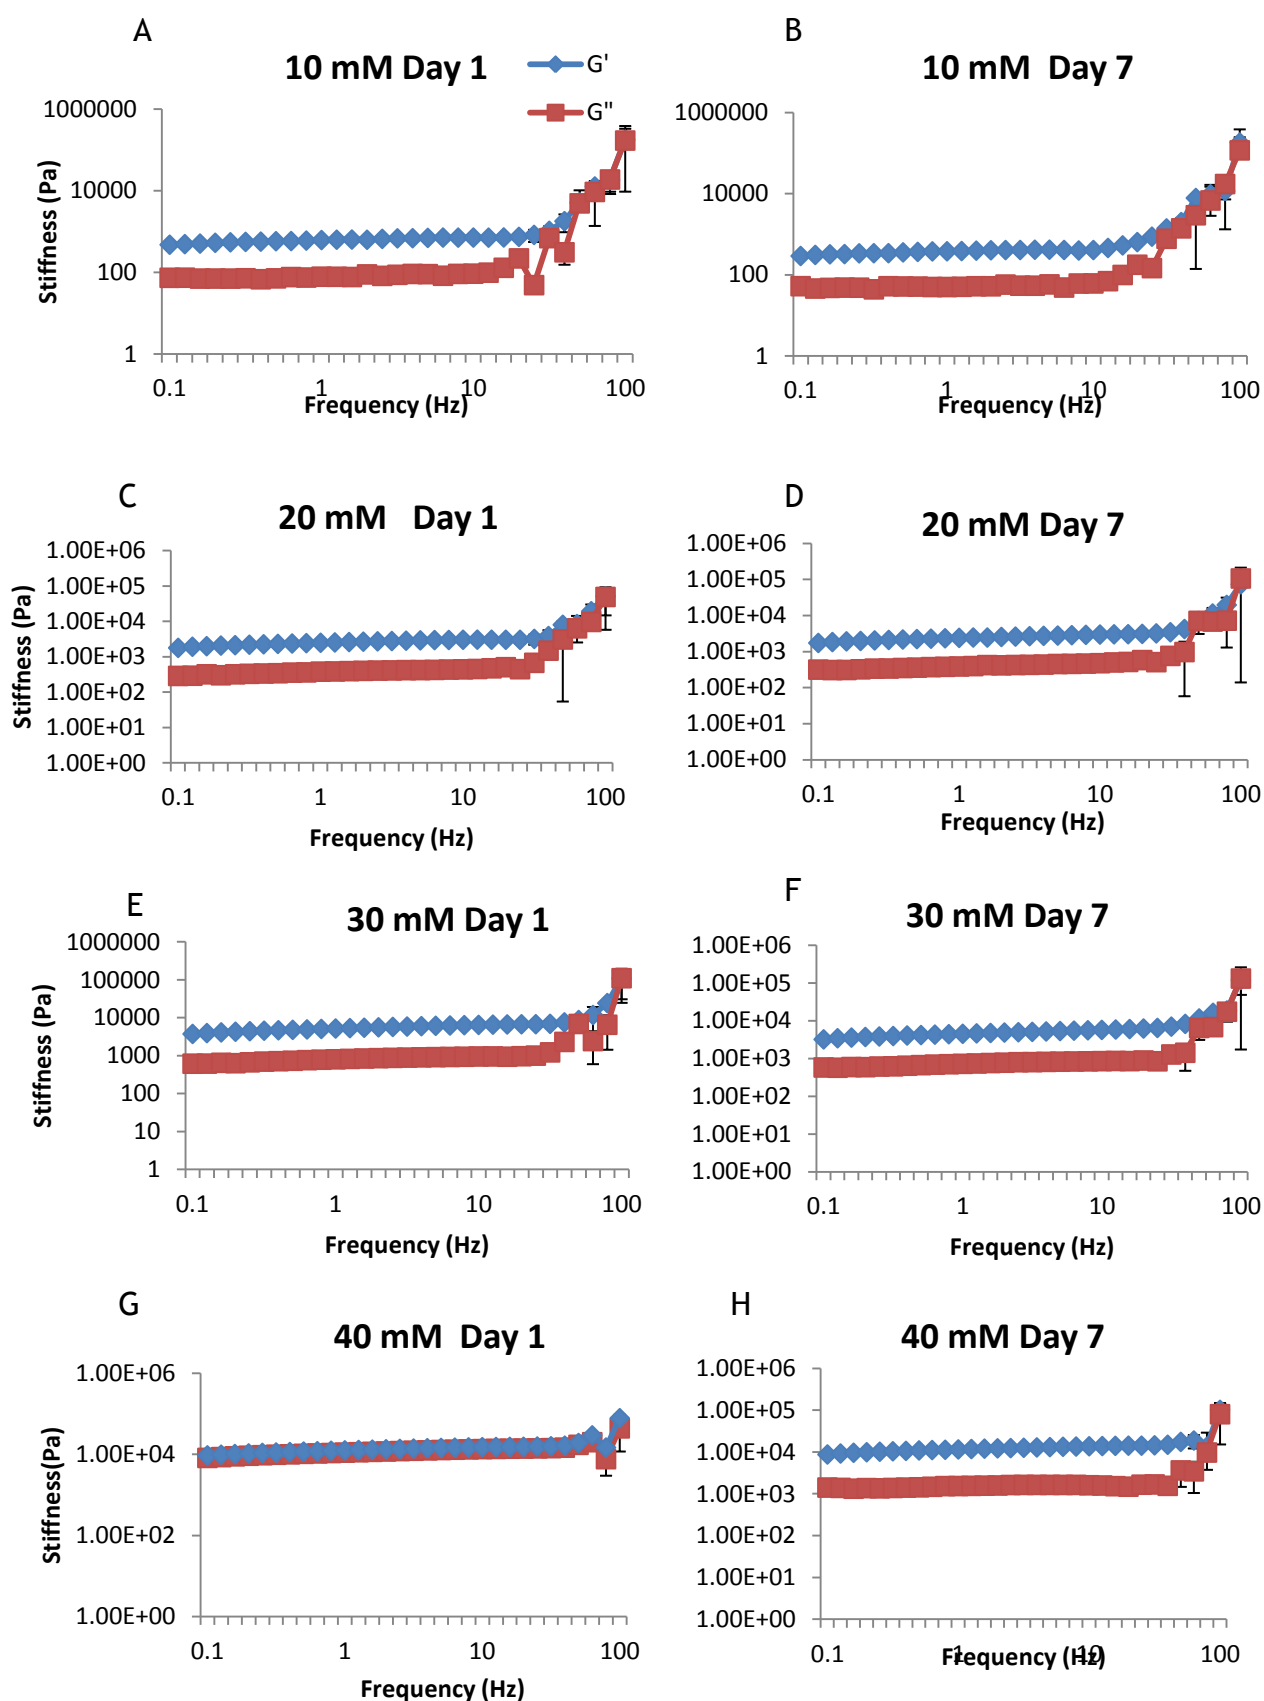 A
10 mM Day 1
G'
G"
1000000
10000
100
1
Stiffness (Pa)
0.1 1 10 100
Frequency (Hz)
B
10 mM Day 7
1000000
10000
100
1
0.1 1 10 100
Frequency (Hz)
C
20 mM Day 1
1.00E+06
1.00E+05
1.00E+04
1.00E+03
1.00E+02
1.00E+01
1.00E+00
Stiffness (Pa)
0.1 1 10 100
Frequency (Hz)
D
20 mM Day 7
1.00E+06
1.00E+05
1.00E+04
1.00E+03
1.00E+02
1.00E+01
1.00E+00
0.1 1 10 100
Frequency (Hz)
E
30 mM Day 1
1000000
100000
10000
1000
100
10
1
Stiffness (Pa)
0.1 1 10 100
Frequency (Hz)
F
30 mM Day 7
1.00E+06
1.00E+05
1.00E+04
1.00E+03
1.00E+02
1.00E+01
1.00E+00
0.1 1 10 100
Frequency (Hz)
G
40 mM Day 1
1.00E+06
1.00E+04
1.00E+02
1.00E+00
Stiffness(Pa)
0.1 1 10 100
Frequency (Hz)
H
40 mM Day 7
1.00E+06
1.00E+05
1.00E+04
1.00E+03
1.00E+02
1.00E+01
1.00E+00
0.1 1 10 100
Frequency (Hz)